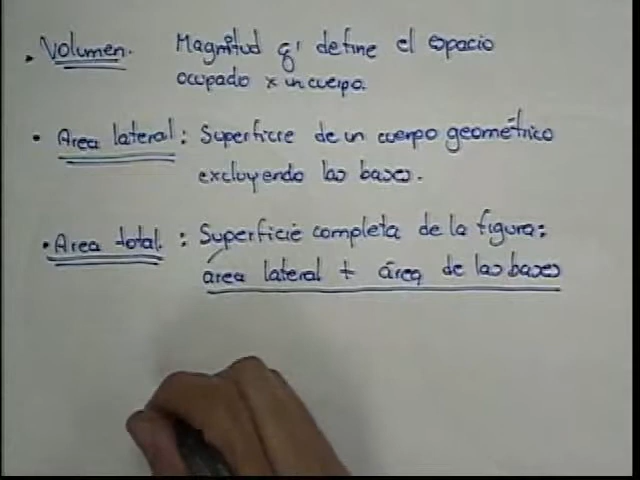 • Volumen. Magnitud q' define el espacio
ocupado x un cuerpo.
• Area lateral: Superficie de un cuerpo geométrico
excluyendo las bases.
• Area total.: Superficie completa de la figura:
area lateral + área de las bases